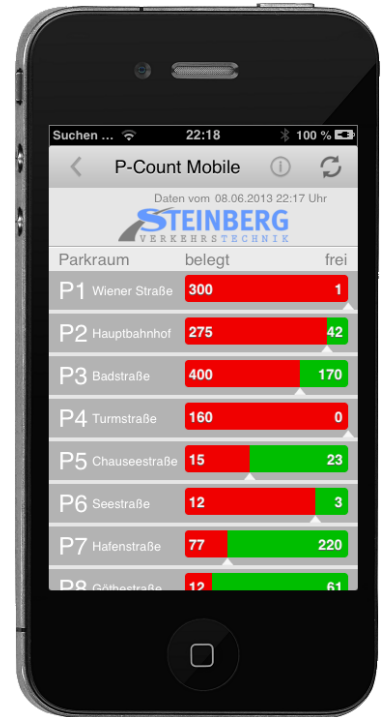 Suchen ... 22:18 100 %
P-Count Mobile
Daten vom 08.06.2013 22:17 Uhr
STEINBERG
VERKEHRSTECHNIK
Parkraum belegt frei
P1 Wiener Straße 300 1
P2 Hauptbahnhof 275 42
P3 Badstraße 400 170
P4 Turmstraße 160 0
P5 Chauseestraße 15 23
P6 Seestraße 12 3
P7 Hafenstraße 77 220
P8 Göthestraße 12 61